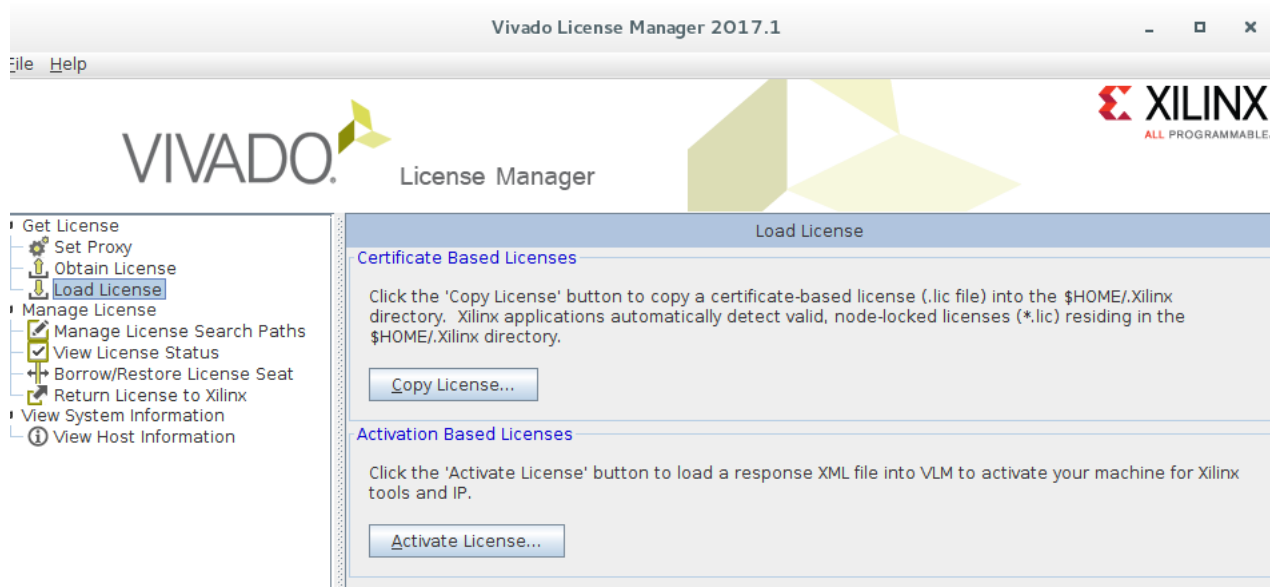 Vivado License Manager 2017.1
File Help
XILINX
ALL PROGRAMMABLE.
VIVADO.
License Manager
Get License
Set Proxy
Obtain License
Load License
Manage License
Manage License Search Paths
View License Status
Borrow/Restore License Seat
Return License to Xilinx
View System Information
View Host Information
Load License
Certificate Based Licenses
Click the 'Copy License' button to copy a certificate-based license (.lic file) into the $HOME/.Xilinx
directory. Xilinx applications automatically detect valid, node-locked licenses (*.lic) residing in the
$HOME/.Xilinx directory.
Copy License...
Activation Based Licenses
Click the 'Activate License' button to load a response XML file into VLM to activate your machine for Xilinx
tools and IP.
Activate License...